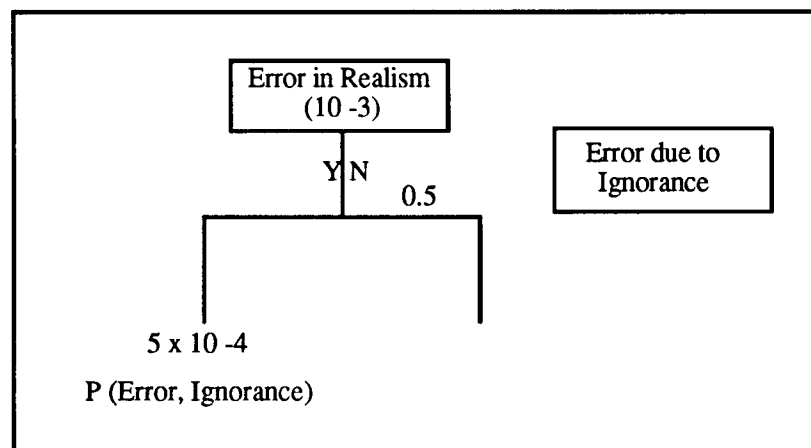 Error in Realism
(10 -3)
Error due to
Ignorance
Y N
0.5
5 x 10 -4
P (Error, Ignorance)